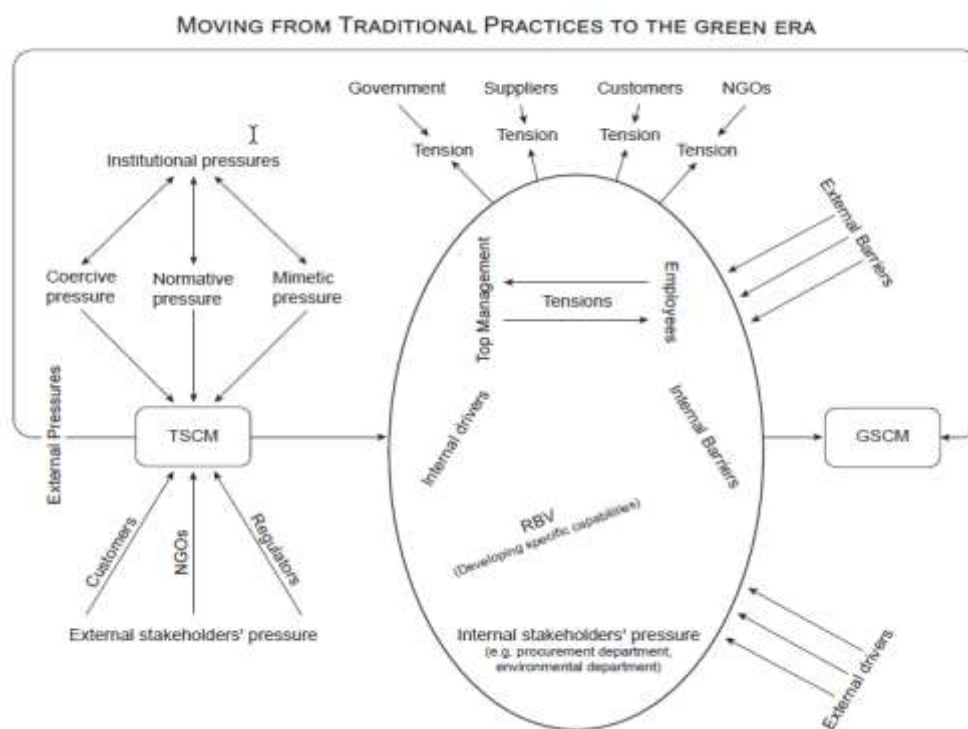 MOVING FROM TRADITIONAL PRACTICES TO THE GREEN ERA
Government
Suppliers
Customers
NGOs
Tension
Tension
Tension
Tension
Institutional pressures
Coercive
pressure
Normative
pressure
Mimetic
pressure
External Barriers
Top Management
Tensions
Employees
External Pressures
TSCM
Internal drivers
Internal Barriers
GSCM
RBV
(Developing specific capabilities)
Customers
NGOs
Regulators
External stakeholders' pressure
Internal stakeholders' pressure
(e.g. procurement department,
environmental department)
External drivers